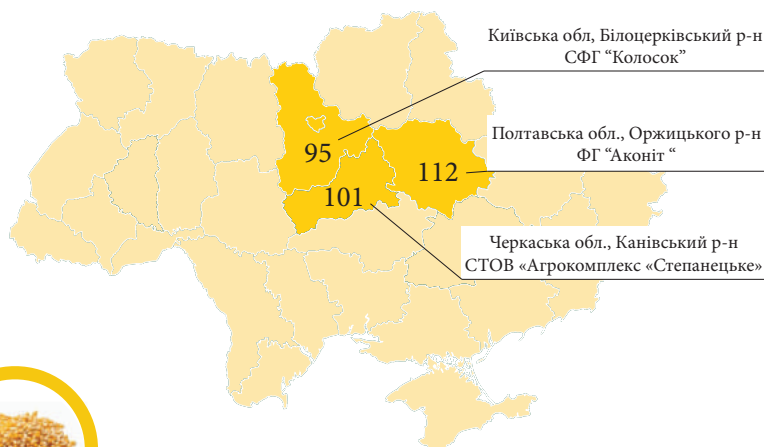 Київська обл, Білоцерківський р-н
СФГ “Колосок”
95
Полтавська обл., Оржицького р-н
ФГ “Аконіт “
112
101
Черкаська обл., Канівський р-н
СТОВ «Агрокомплекс «Степанецьке»